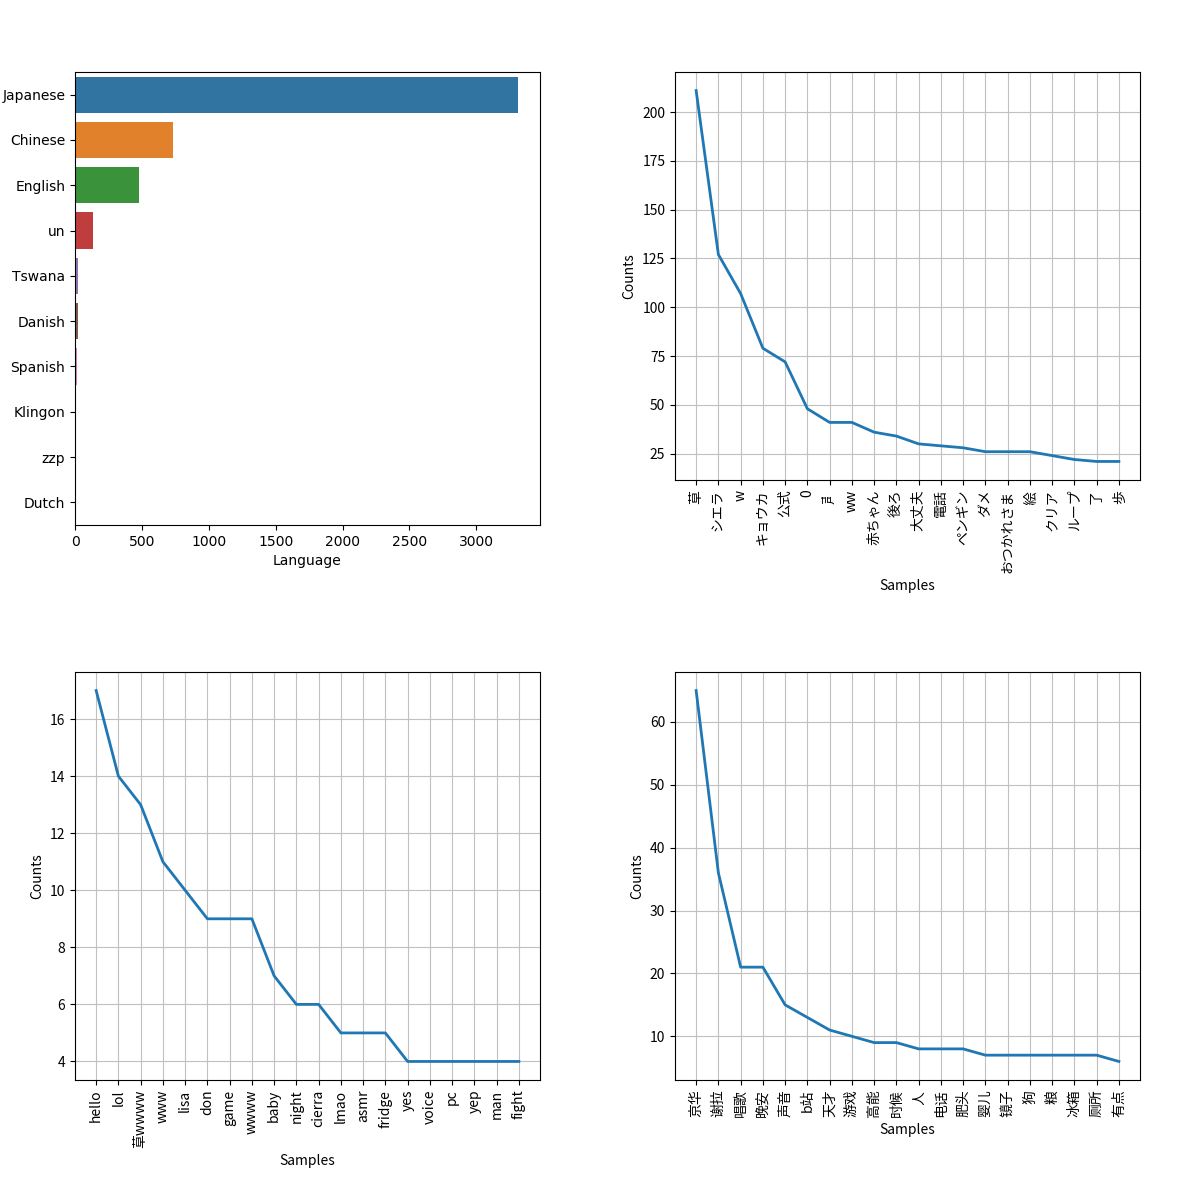 Japanese
Chinese
English
un
Tswana
Danish
Spanish
Klingon
zzp
Dutch
0 500 1000 1500 2000 2500 3000
Language
Counts
200
175
150
125
100
75
50
25
草 シエラ w キョウカ 公式 0 ㌳ ww 赤ちゃん 後ろ 大丈夫 電話 ペンギン ダメ おつかれさま 絵 クリア ループ 了 歩
Samples
Counts
16
14
12
10
8
6
4
hello lol 草wwww www lisa don game wwww baby night cierra lmao asmr fridge yes voice pc yep man fight
Samples
Counts
60
50
40
30
20
10
京华 谢拉 唱歌 晚安 声音 b站 天才 游戏 高能 时候 人 电话 肥头 婴儿 镜子 狗 粮 冰箱 厕所 有点
Samples